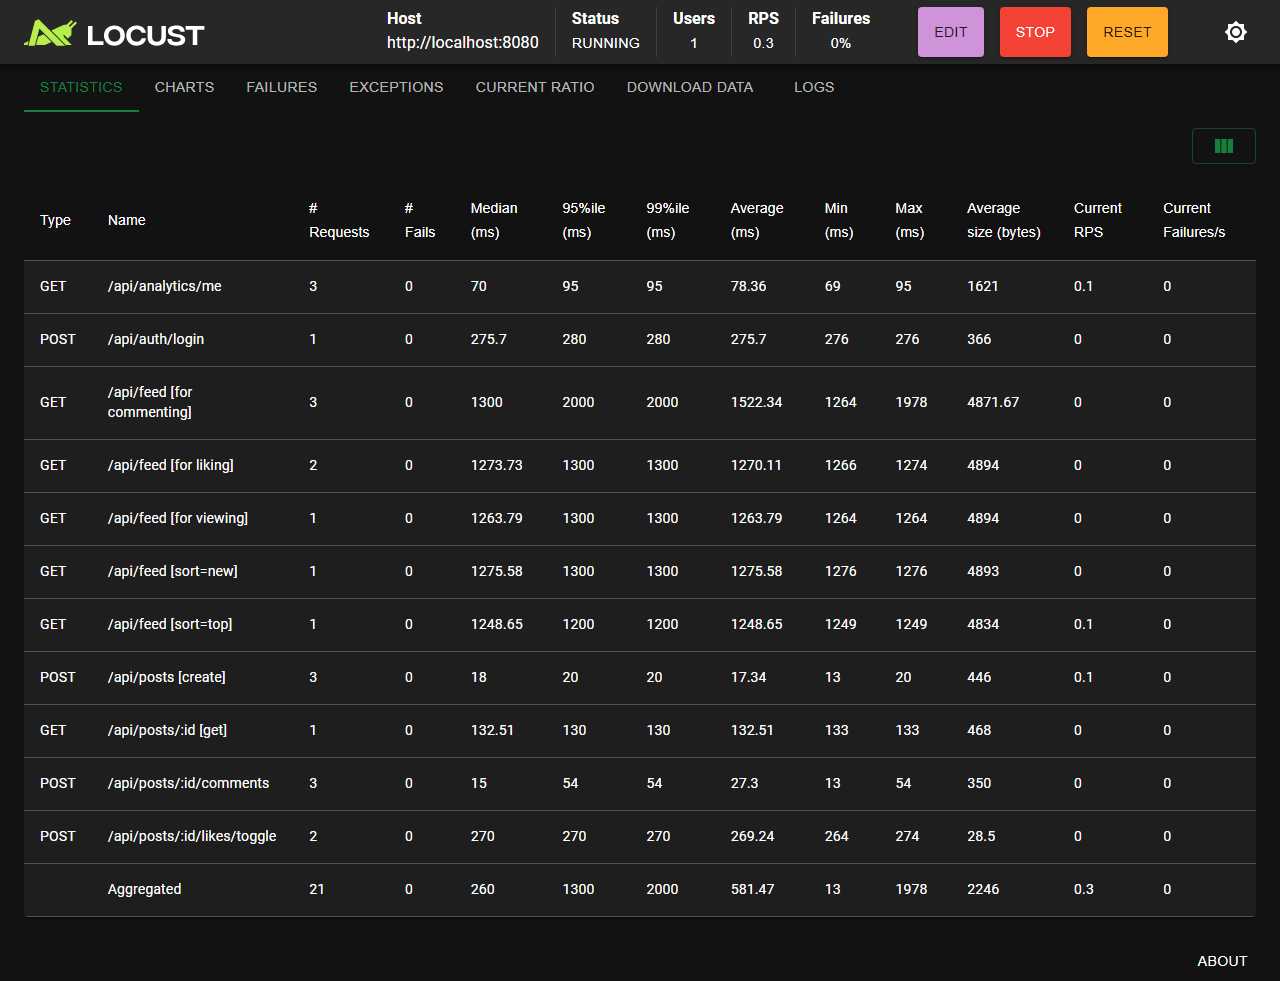 LOCUST
Host
http://localhost:8080
Status
RUNNING
Users
1
RPS
0.3
Failures
0%
EDIT
STOP
RESET
STATISTICS CHARTS FAILURES EXCEPTIONS CURRENT RATIO DOWNLOAD DATA LOGS
Type Name # Requests # Fails Median (ms) 95%ile (ms) 99%ile (ms) Average (ms) Min (ms) Max (ms) Average size (bytes) Current RPS Current Failures/s
GET /api/analytics/me 3 0 70 95 95 78.36 69 95 1621 0.1 0
POST /api/auth/login 1 0 275.7 280 280 275.7 276 276 366 0 0
GET /api/feed [for commenting] 3 0 1300 2000 2000 1522.34 1264 1978 4871.67 0 0
GET /api/feed [for liking] 2 0 1273.73 1300 1300 1270.11 1266 1274 4894 0 0
GET /api/feed [for viewing] 1 0 1263.79 1300 1300 1263.79 1264 1264 4894 0 0
GET /api/feed [sort=new] 1 0 1275.58 1300 1300 1275.58 1276 1276 4893 0 0
GET /api/feed [sort=top] 1 0 1248.65 1200 1200 1248.65 1249 1249 4834 0.1 0
POST /api/posts [create] 3 0 18 20 20 17.34 13 20 446 0.1 0
GET /api/posts/:id [get] 1 0 132.51 130 130 132.51 133 133 468 0 0
POST /api/posts/:id/comments 3 0 15 54 54 27.3 13 54 350 0 0
POST /api/posts/:id/likes/toggle 2 0 270 270 270 269.24 264 274 28.5 0 0
Aggregated 21 0 260 1300 2000 581.47 13 1978 2246 0.3 0
ABOUT